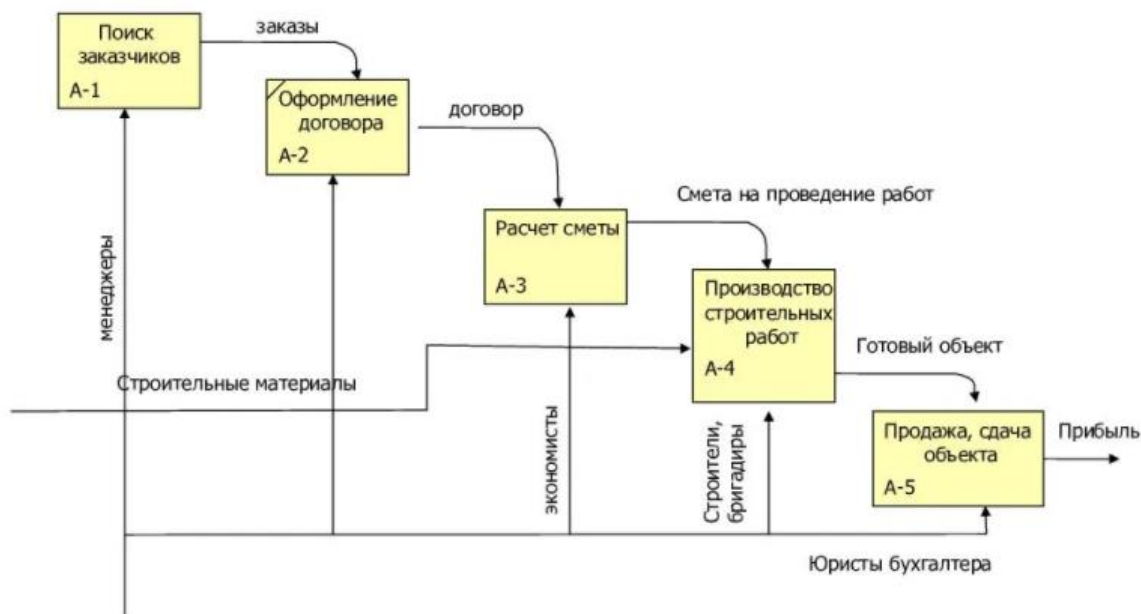 Поиск
заказчиков
А-1
заказы
Оформление
договора
А-2
договор
Расчет сметы
А-3
Смета на проведение работ
Производство
строительных
работ
А-4
Готовый объект
Продажа, сдача
объекта
А-5
Прибыль
менеджеры
Строительные материалы
экономисты
Строители,
бригадиры
Юристы бухгалтера